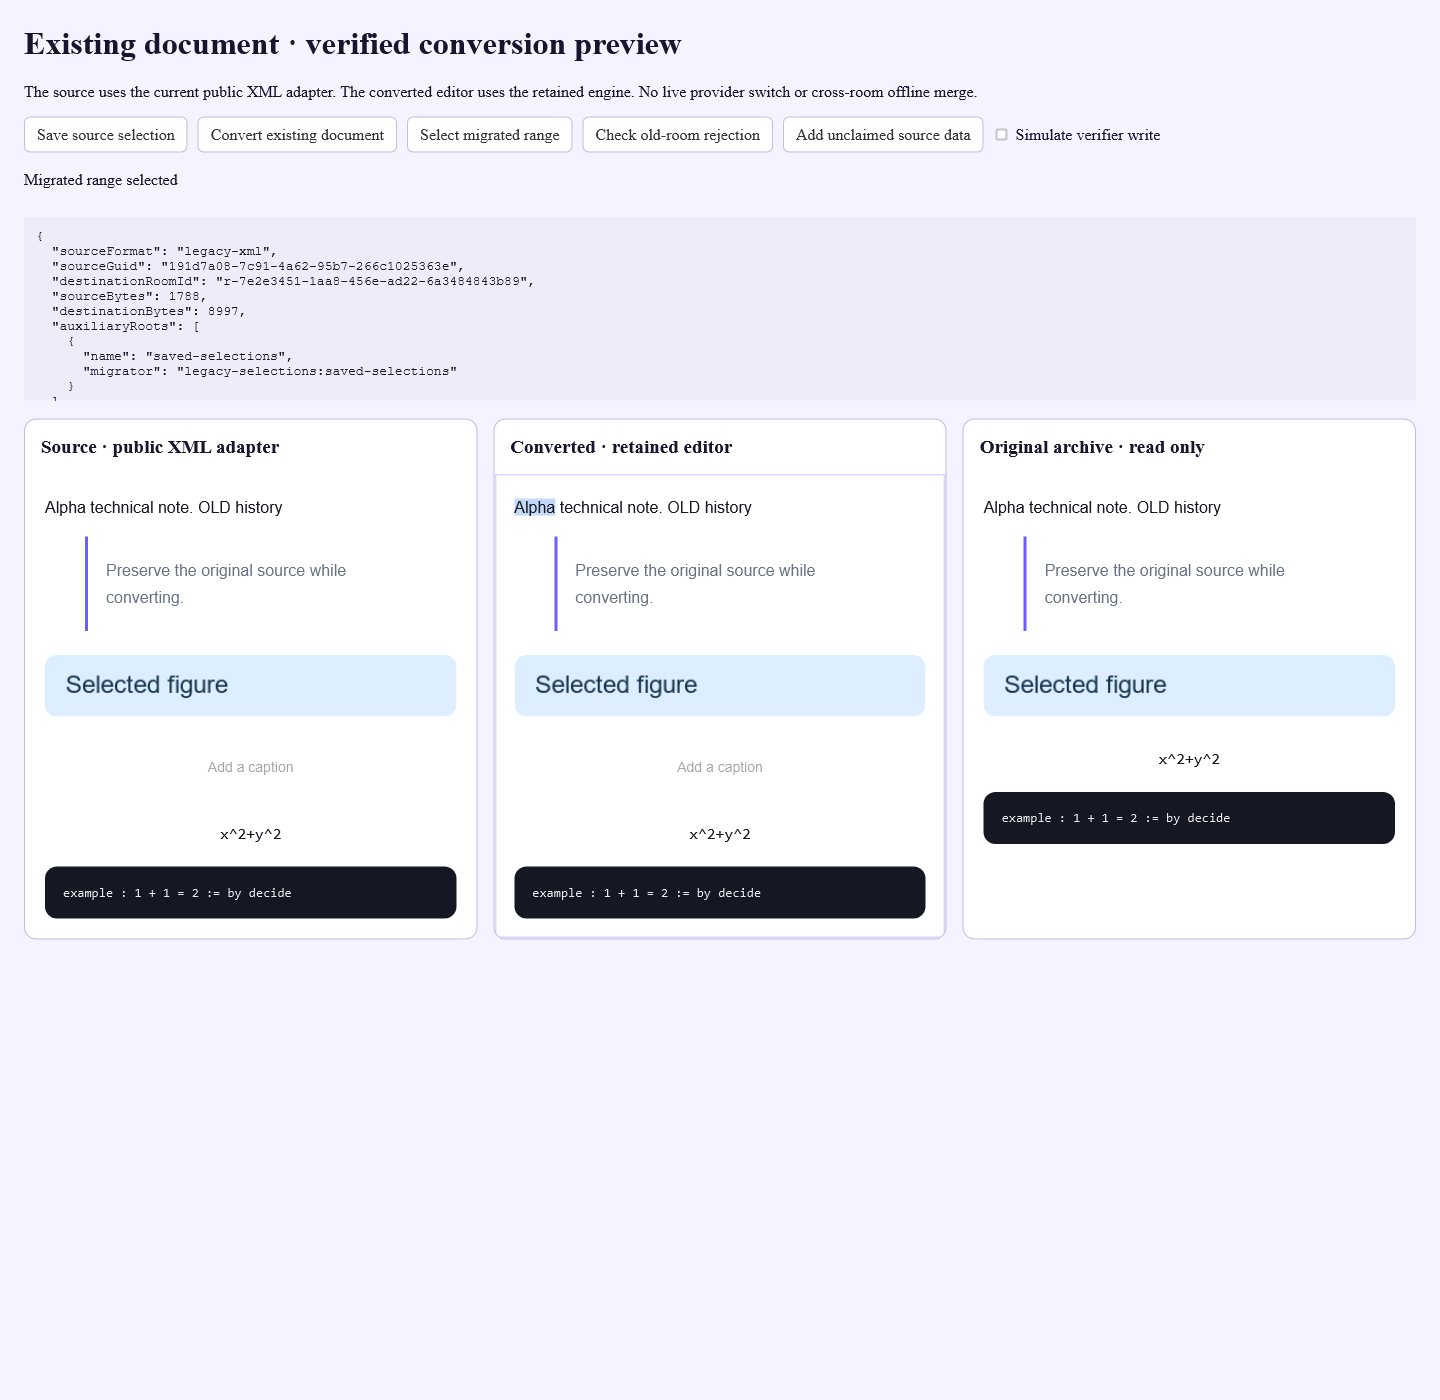 Existing document · verified conversion preview
The source uses the current public XML adapter. The converted editor uses the retained engine. No live provider switch or cross-room offline merge.
Save source selection
Convert existing document
Select migrated range
Check old-room rejection
Add unclaimed source data
Simulate verifier write
Migrated range selected
{
  "sourceFormat": "legacy-xml",
  "sourceGuid": "191d7a08-7c91-4a62-95b7-266c1025363e",
  "destinationRoomId": "r-7e2e3451-1aa8-456e-ad22-6a3484843b89",
  "sourceBytes": 1788,
  "destinationBytes": 8997,
  "auxiliaryRoots": [
    {
      "name": "saved-selections",
      "migrator": "legacy-selections:saved-selections"
    }
Source · public XML adapter
Alpha technical note. OLD history
Preserve the original source while
converting.
Selected figure
Add a caption
x^2+y^2
example : 1 + 1 = 2 := by decide
Converted · retained editor
Alpha technical note. OLD history
Preserve the original source while
converting.
Selected figure
Add a caption
x^2+y^2
example : 1 + 1 = 2 := by decide
Original archive · read only
Alpha technical note. OLD history
Preserve the original source while
converting.
Selected figure
x^2+y^2
example : 1 + 1 = 2 := by decide